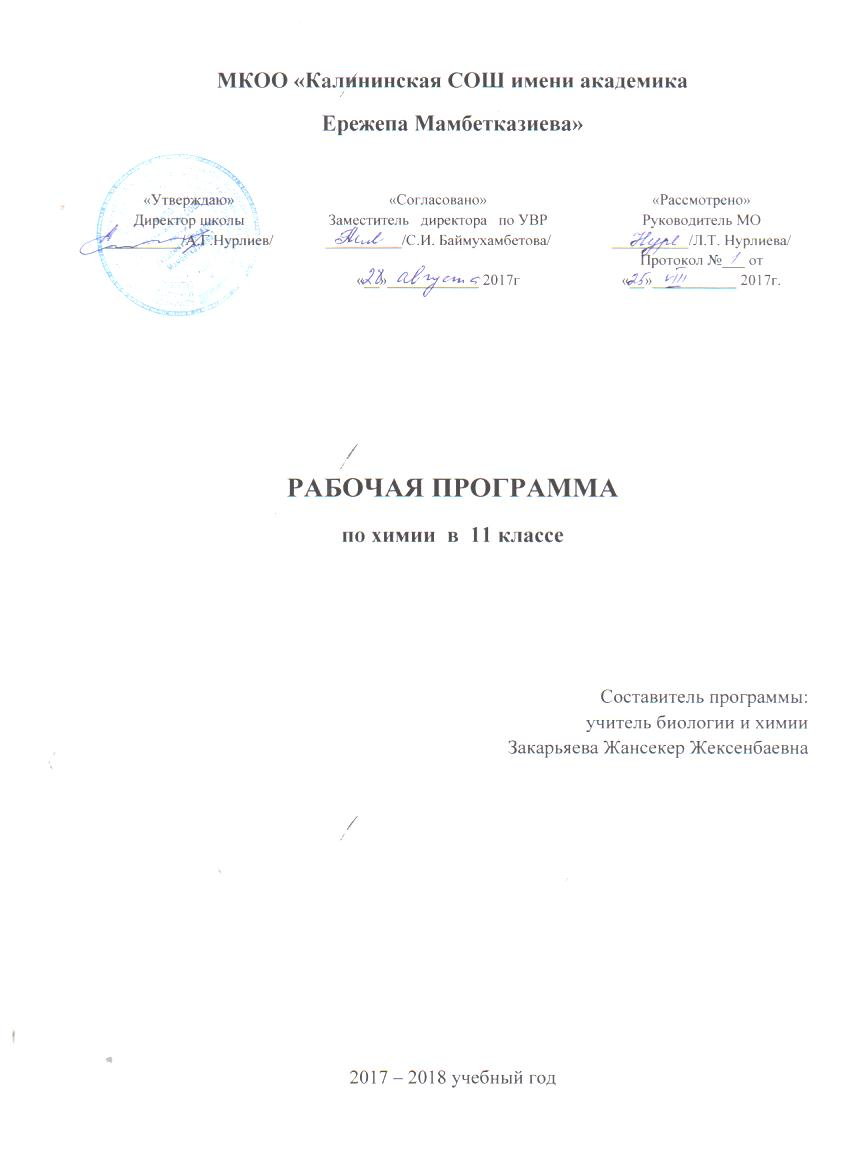 МКОО «Калининская СОШ имени академика
Ережепа Мамбетказиева»
«Утверждаю»
Директор школы
/А.Г.Нурлиев/
«Согласовано»
Заместитель директора по УВР
/С.И. Баймухамбетова/
«28» августа 2017г
«Рассмотрено»
Руководитель МО
/Л.Т. Нурлиева/
Протокол № 1 от
«25» VIII 2017г.
РАБОЧАЯ ПРОГРАММА
по химии в 11 классе
Составитель программы:
учитель биологии и химии
Закарьяева Жансекер Жексенбаевна
2017 – 2018 учебный год